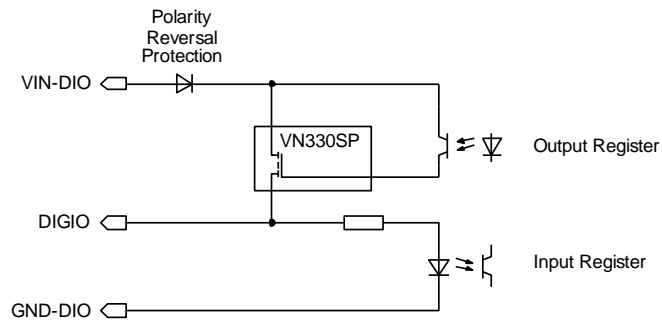 Polarity
Reversal
Protection
VIN-DIO
VN330SP
Output Register
DIGIO
Input Register
GND-DIO